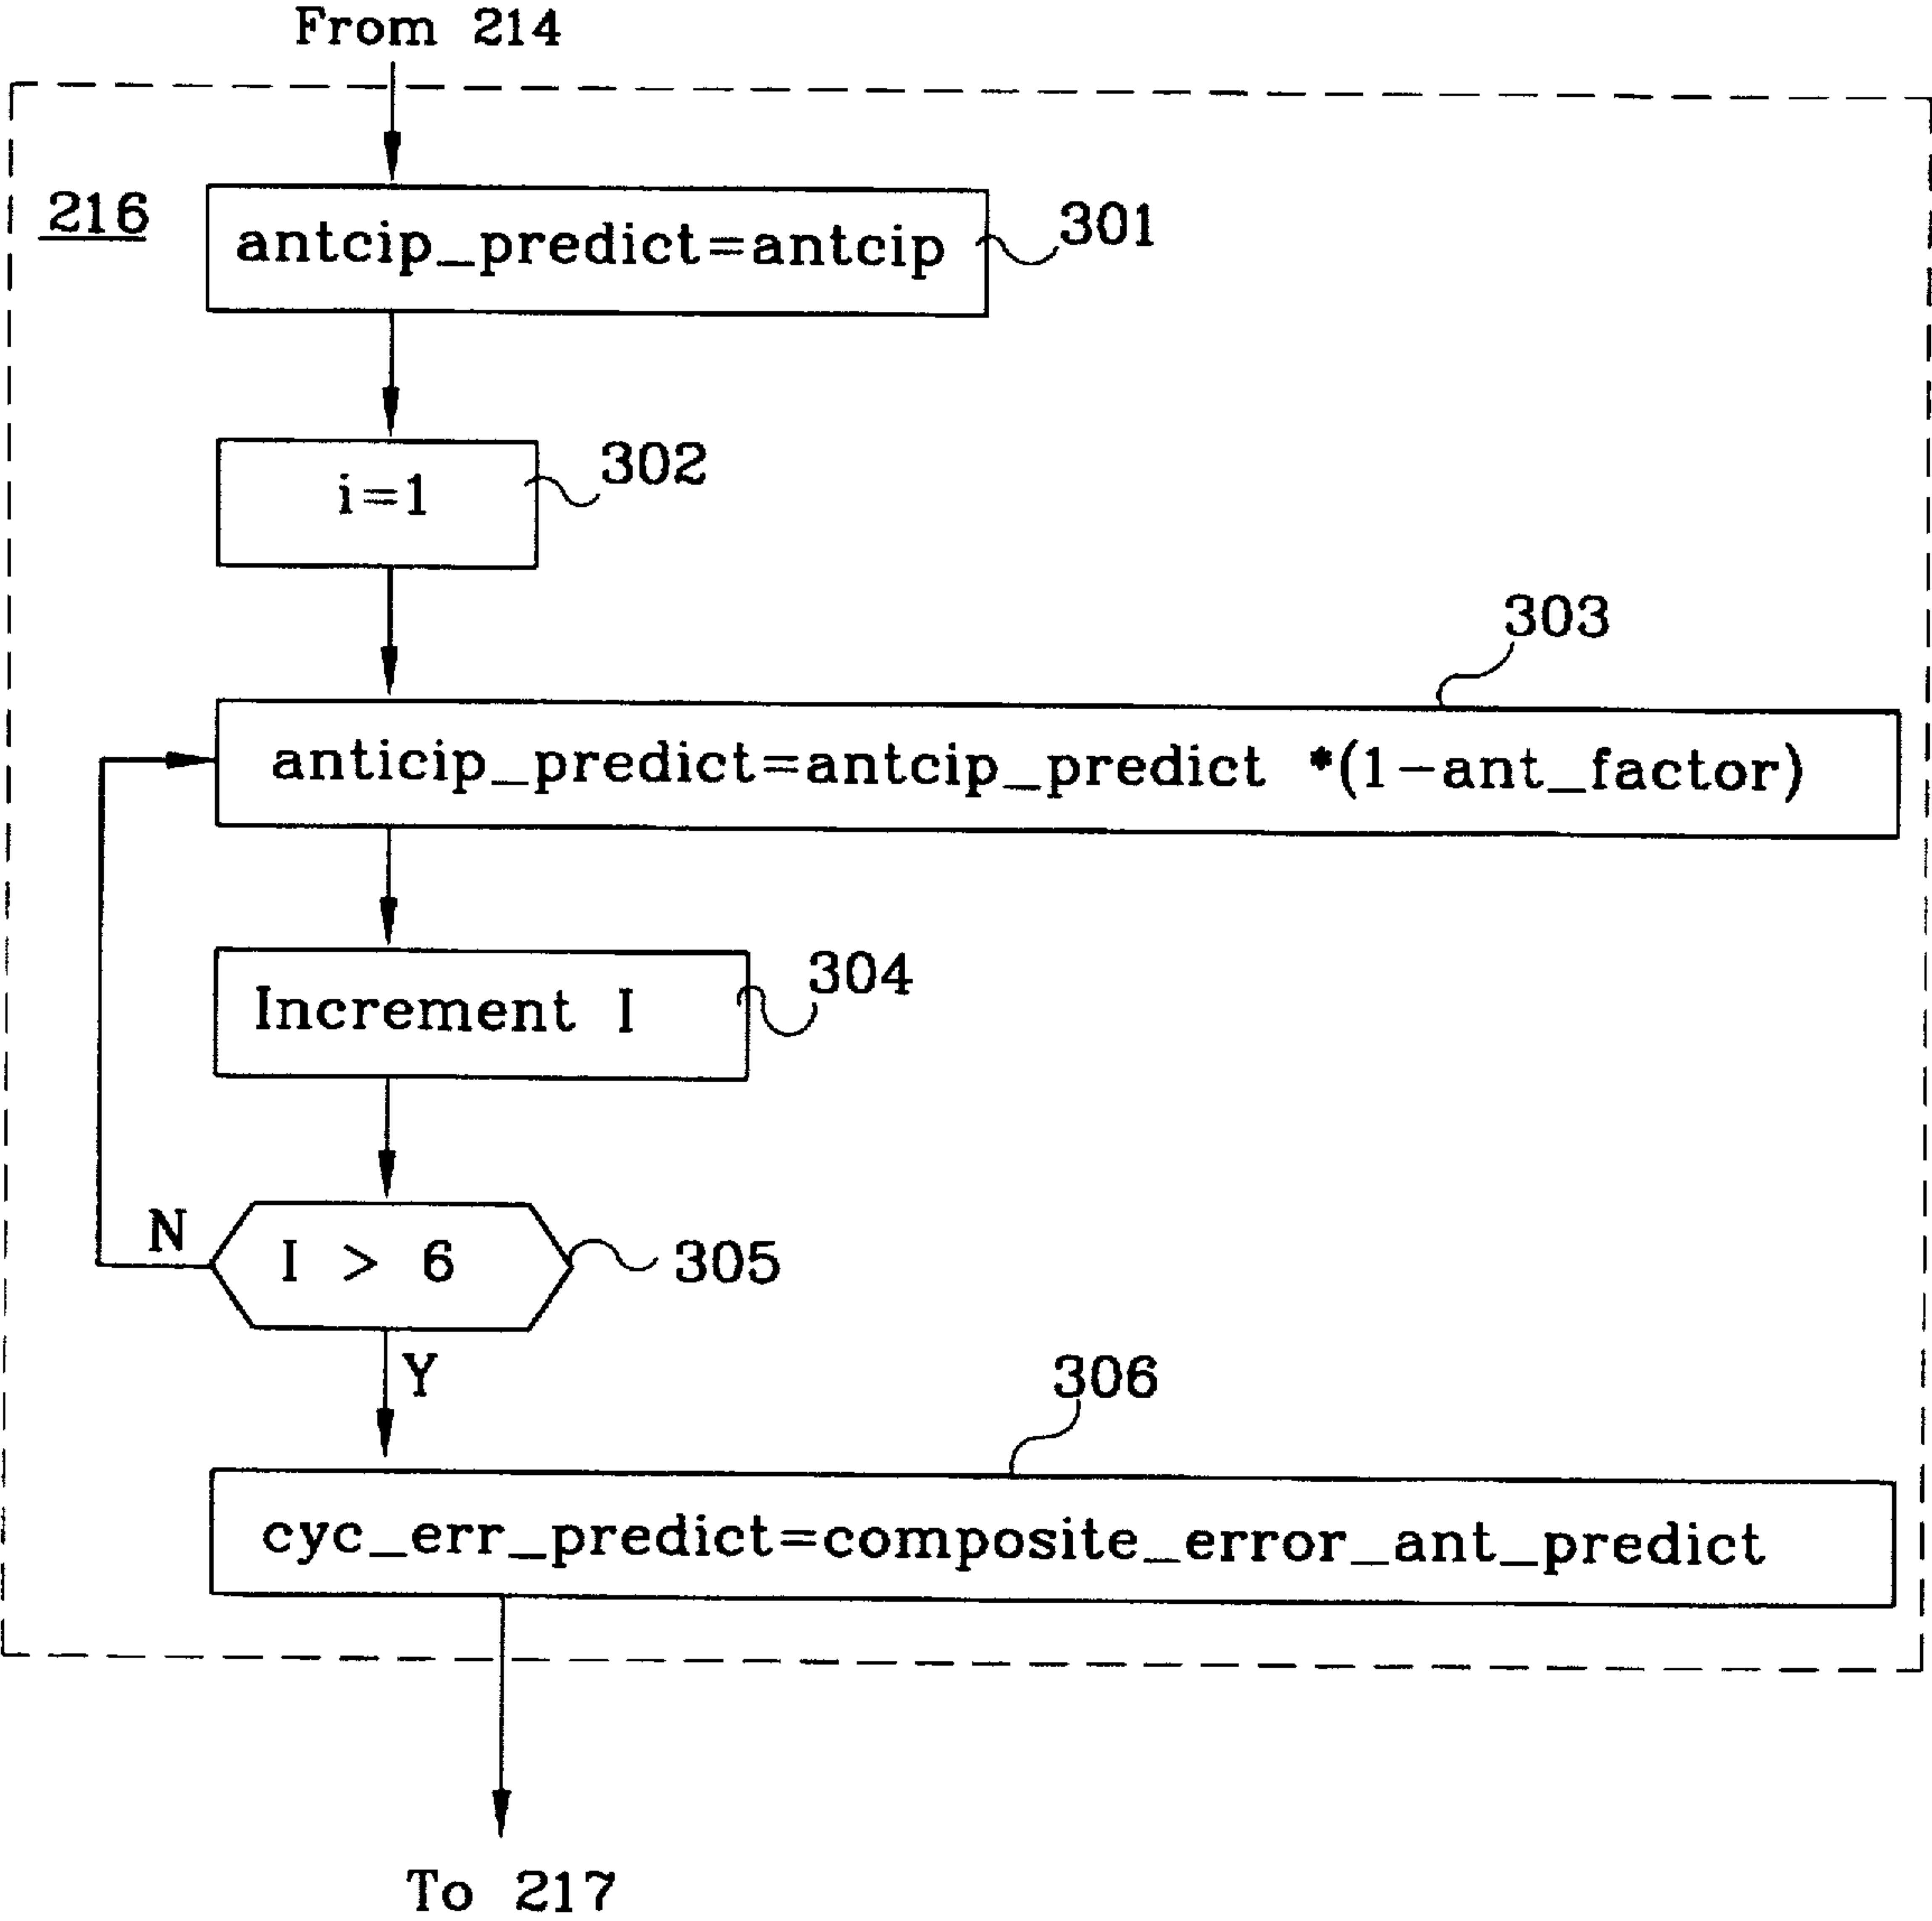 From 214
216
antcip_predict=antcip
301
i=1
302
303
anticip_predict=antcip_predict *(1-ant_factor)
Increment I
304
N
I > 6
305
Y
306
cyc_err_predict=composite_error_ant_predict
To 217